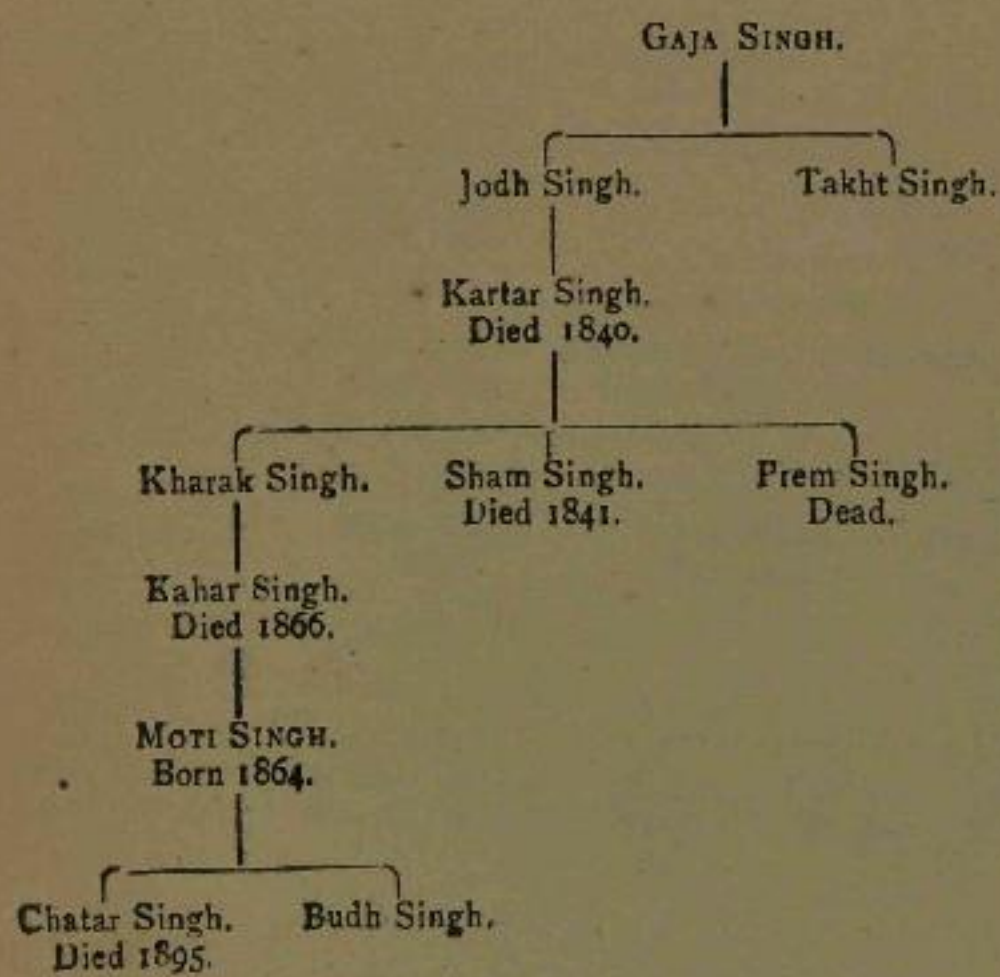 GAJA SINGH.
Jodh Singh. Takht Singh.
Kartar Singh.
Died 1840.
Kharak Singh. Sham Singh. Prem Singh.
Died 1841. Dead.
Kahar Singh.
Died 1866.
MOTI SINGH.
Born 1864.
Chatar Singh. Budh Singh.
Died 1895.